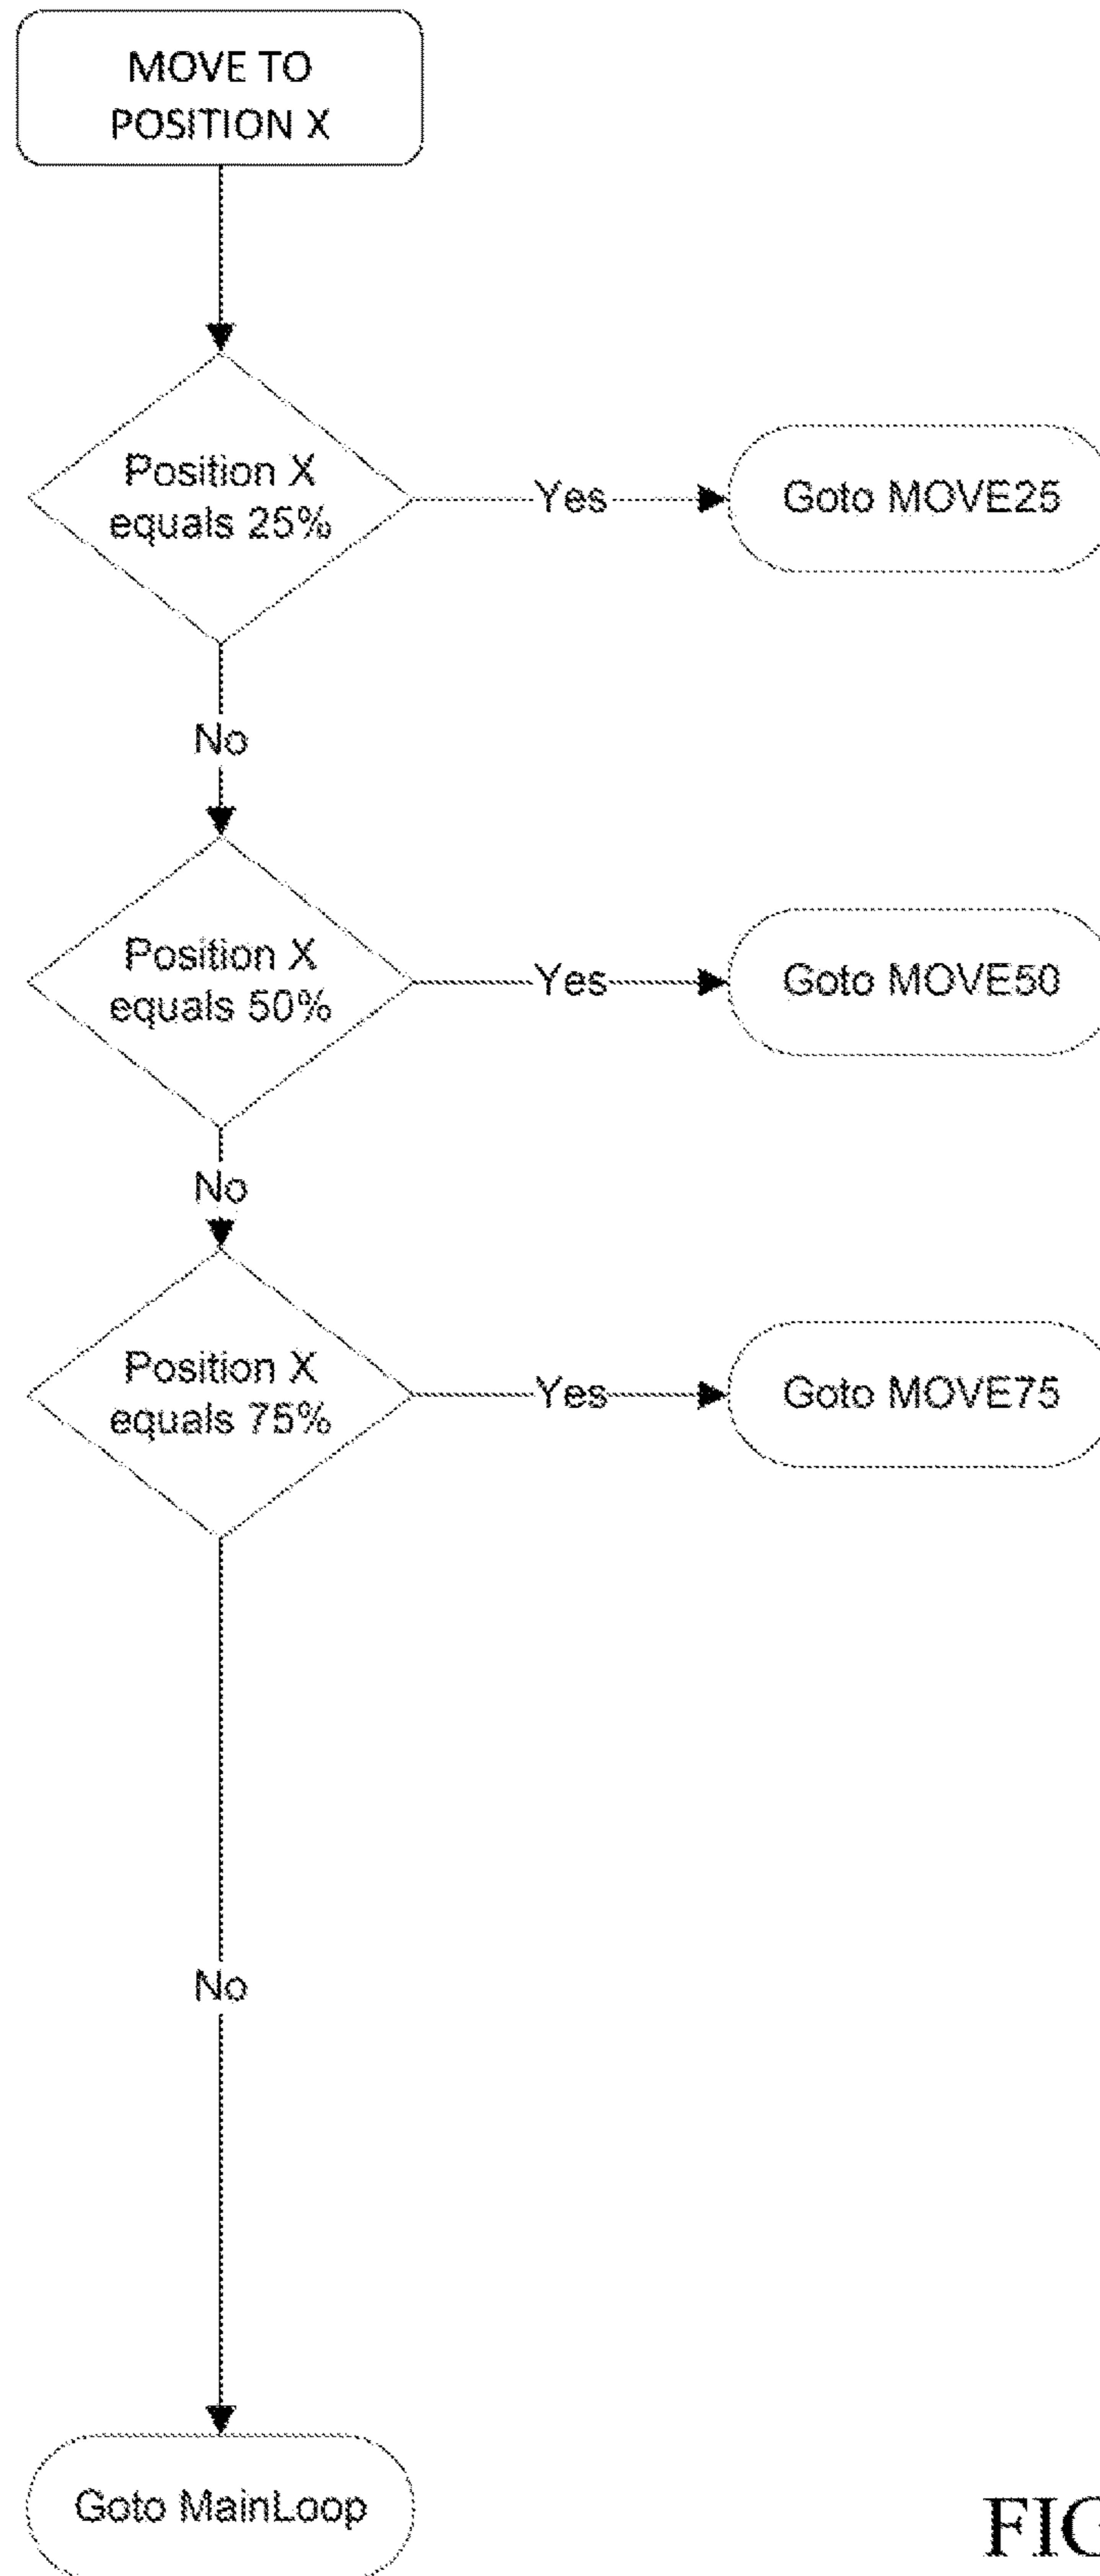 MOVE TO
POSITION X
Position X
equals 25%
Yes
Goto MOVE25
No
Position X
equals 50%
Yes
Goto MOVE50
No
Position X
equals 75%
Yes
Goto MOVE75
No
Goto MainLoop
FIG